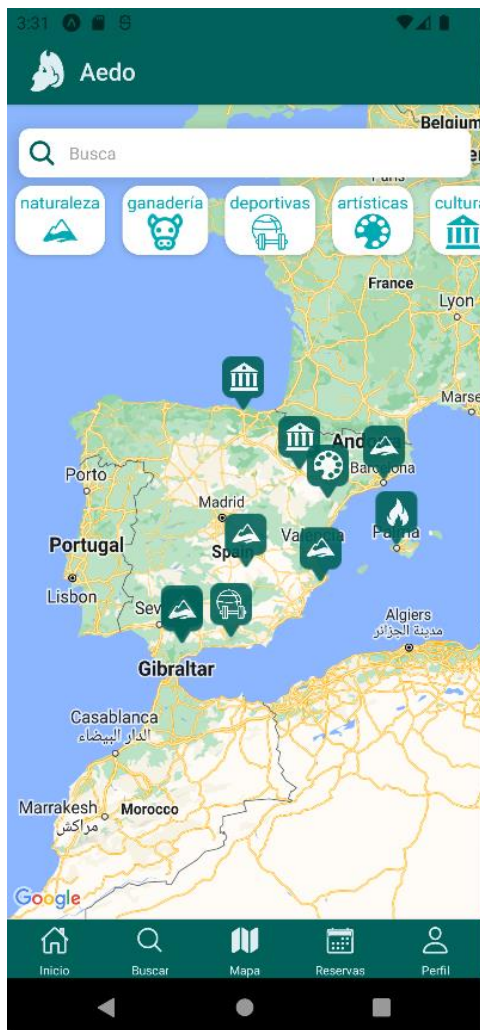 3:31
Aedo
Belgium
Busca
naturaleza
ganadería
deportivas
artísticas
cultura
France
Lyon
Marse
Andorra
Porto
Barcelona
Madrid
Portugal
Spain
Valencia
Palma
Lisbon
Sev
Algiers
مدينة الجزائر
Gibraltar
Casablanca
الدار البيضاء
Marrakesh
مراكش
Morocco
Google
Inicio
Buscar
Mapa
Reservas
Perfil